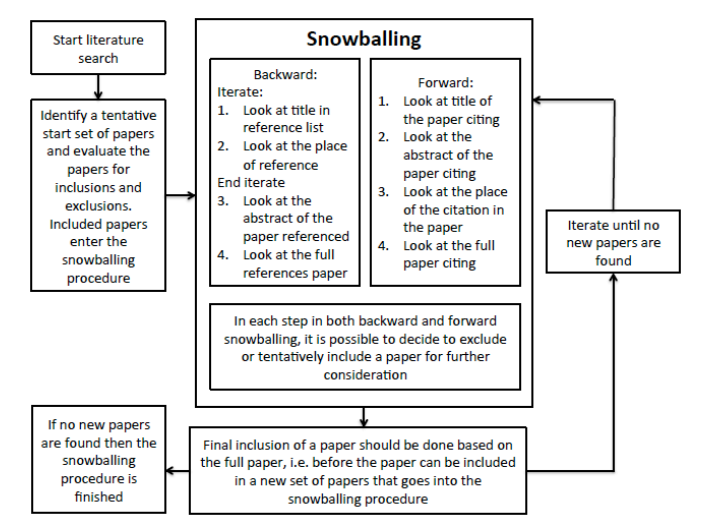 Start literature
search
Identify a tentative
start set of papers
and evaluate the
papers for
inclusions and
exclusions.
Included papers
enter the
snowballing
procedure
Snowballing
Backward:
Iterate:
1. Look at title in
reference list
2. Look at the place
of reference
End iterate
3. Look at the
abstract of the
paper referenced
4. Look at the full
references paper
Forward:
1. Look at title of
the paper citing
2. Look at the
abstract of the
paper citing
3. Look at the place
of the citation in
the paper
4. Look at the full
paper citing
In each step in both backward and forward
snowballing, it is possible to decide to exclude
or tentatively include a paper for further
consideration
Iterate until no
new papers are
found
If no new papers
are found then the
snowballing
procedure is
finished
Final inclusion of a paper should be done based on
the full paper, i.e. before the paper can be included
in a new set of papers that goes into the
snowballing procedure